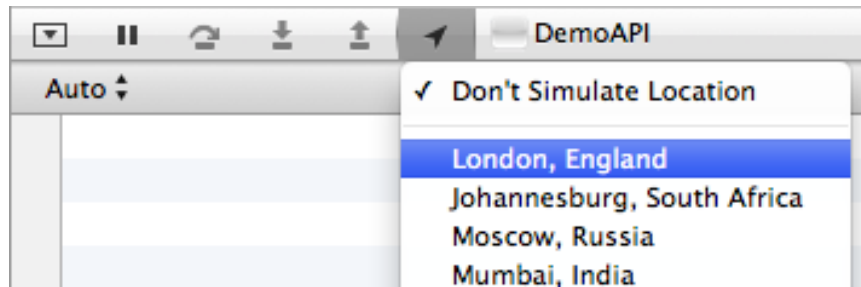 DemoAPI
Auto
✓ Don't Simulate Location
London, England
Johannesburg, South Africa
Moscow, Russia
Mumbai, India